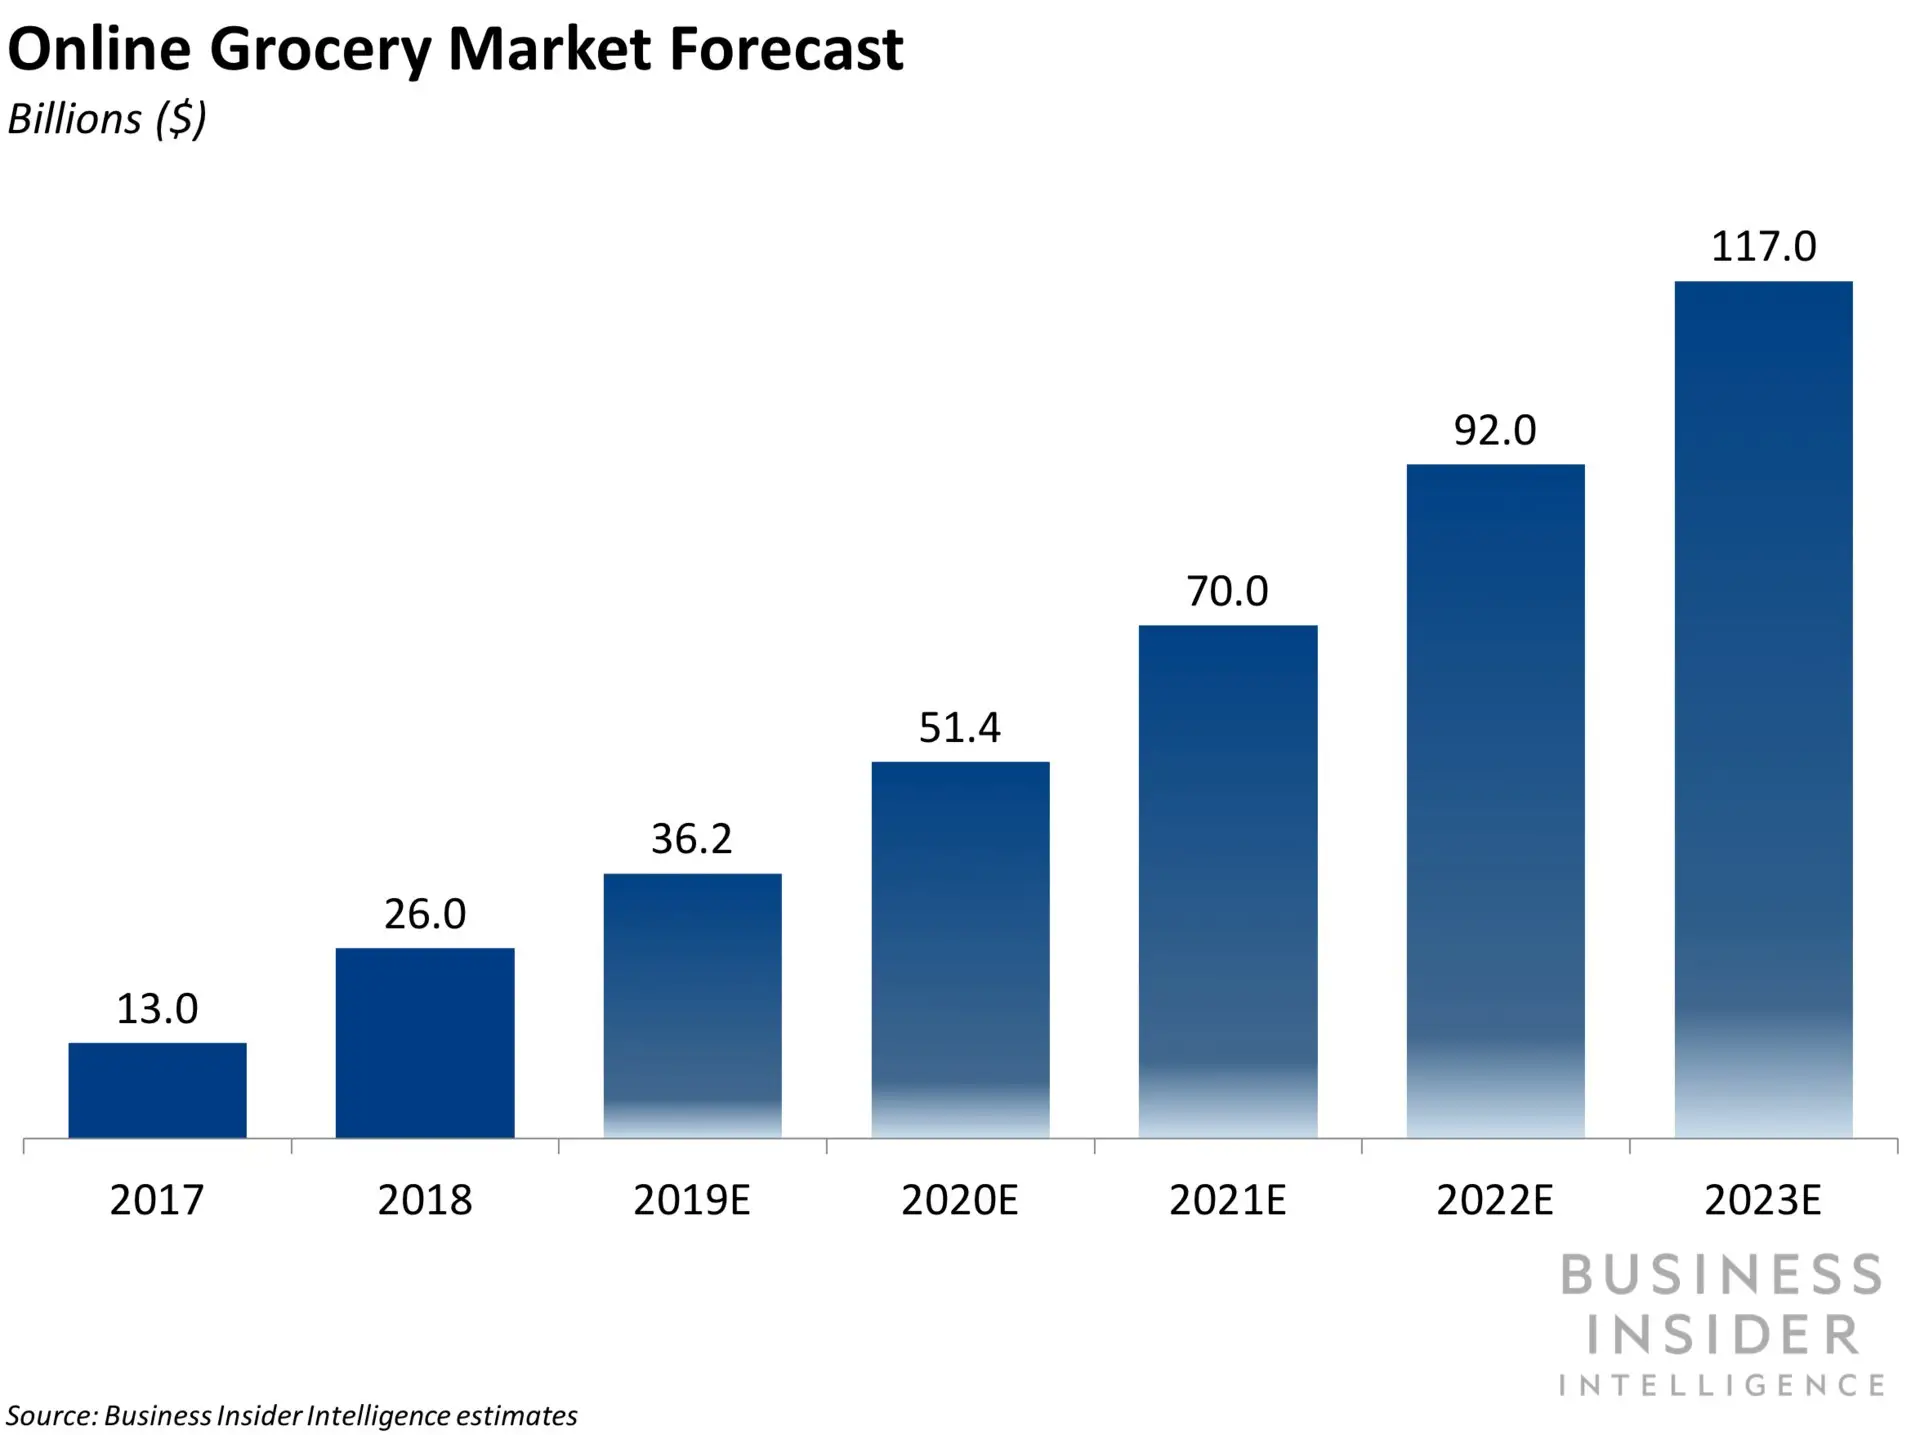 Online Grocery Market Forecast
Billions ($)
117.0
92.0
70.0
51.4
36.2
26.0
13.0
2017 2018 2019E 2020E 2021E 2022E 2023E
BUSINESS
INSIDER
INTELLIGENCE
Source: Business Insider Intelligence estimates